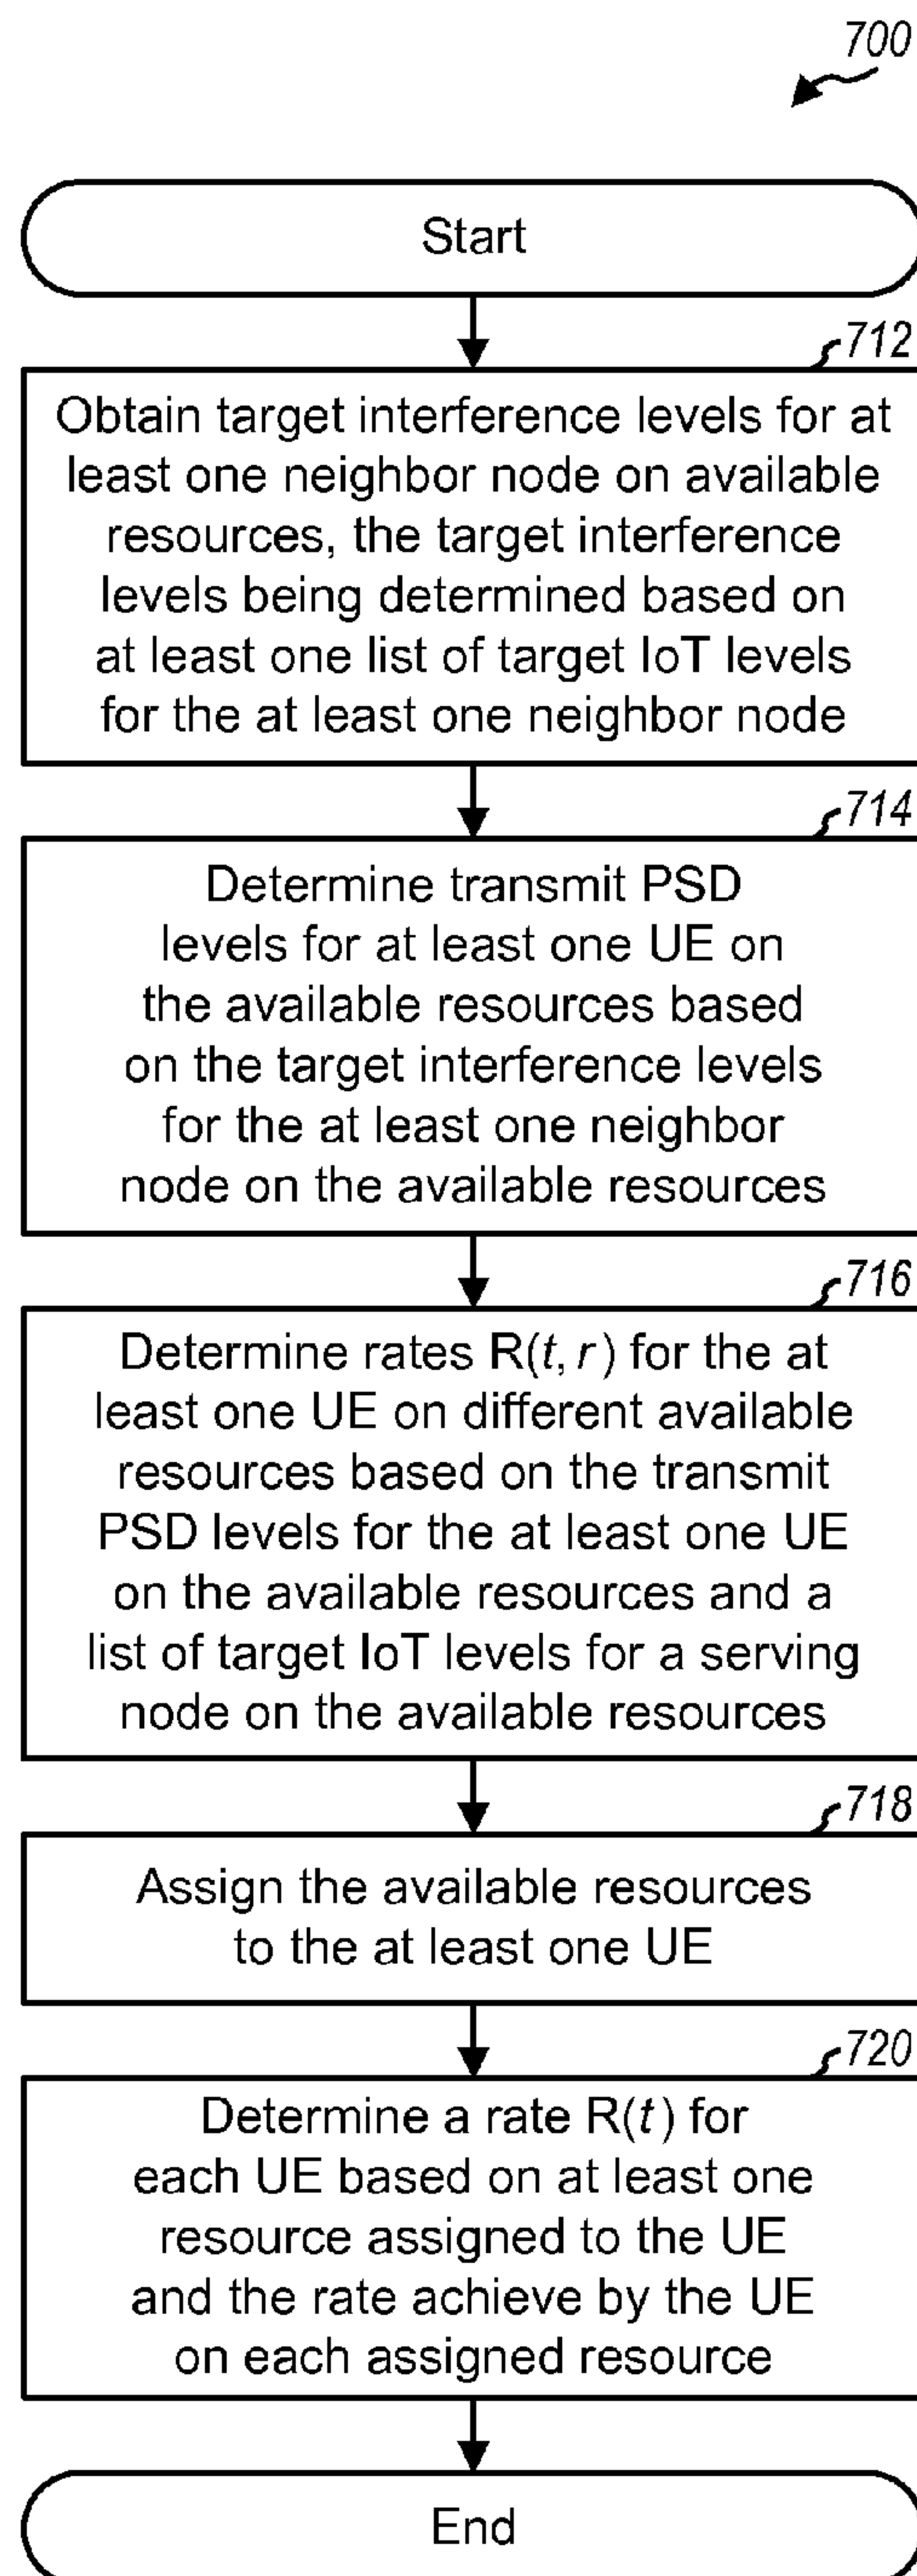 700
Start
712
Obtain target interference levels for at
least one neighbor node on available
resources, the target interference
levels being determined based on
at least one list of target IoT levels
for the at least one neighbor node
714
Determine transmit PSD
levels for at least one UE on
the available resources based
on the target interference levels
for the at least one neighbor
node on the available resources
716
Determine rates R(t, r) for the at
least one UE on different available
resources based on the transmit
PSD levels for the at least one UE
on the available resources and a
list of target IoT levels for a serving
node on the available resources
718
Assign the available resources
to the at least one UE
720
Determine a rate R(t) for
each UE based on at least one
resource assigned to the UE
and the rate achieve by the UE
on each assigned resource
End